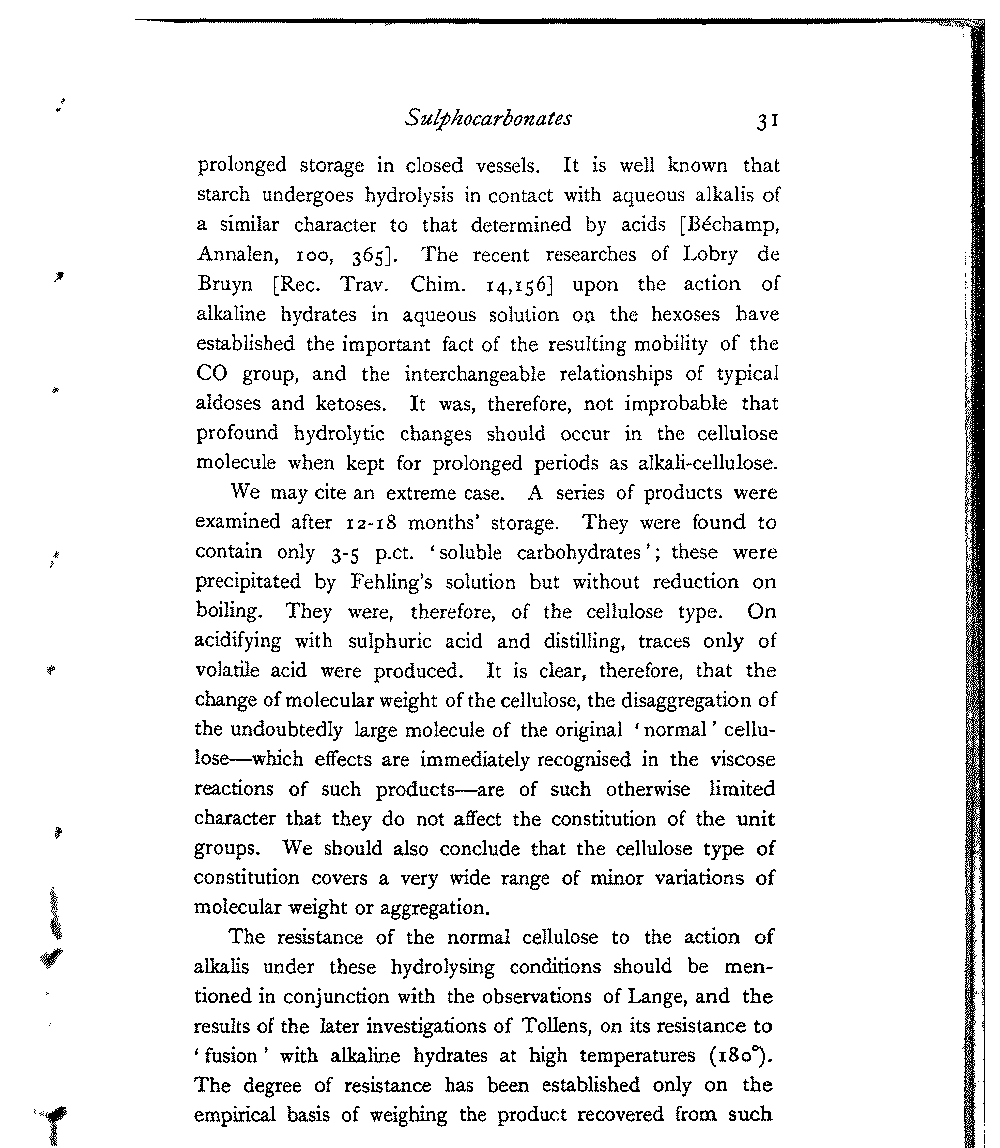 Sulphocarbonates 31
prolonged storage in closed vessels. It is well known that
starch undergoes hydrolysis in contact with aqueous alkalis of
a similar character to that determined by acids [Béchamp,
Annalen, 100, 365]. The recent researches of Lobry de
Bruyn [Rec. Trav. Chim. 14,156] upon the action of
alkaline hydrates in aqueous solution on the hexoses have
established the important fact of the resulting mobility of the
CO group, and the interchangeable relationships of typical
aldoses and ketoses. It was, therefore, not improbable that
profound hydrolytic changes should occur in the cellulose
molecule when kept for prolonged periods as alkali-cellulose.
We may cite an extreme case. A series of products were
examined after 12-18 months' storage. They were found to
contain only 3-5 p.ct. 'soluble carbohydrates'; these were
precipitated by Fehling's solution but without reduction on
boiling. They were, therefore, of the cellulose type. On
acidifying with sulphuric acid and distilling, traces only of
volatile acid were produced. It is clear, therefore, that the
change of molecular weight of the cellulose, the disaggregation of
the undoubtedly large molecule of the original 'normal' cellu-
lose—which effects are immediately recognised in the viscose
reactions of such products—are of such otherwise limited
character that they do not affect the constitution of the unit
groups. We should also conclude that the cellulose type of
constitution covers a very wide range of minor variations of
molecular weight or aggregation.
The resistance of the normal cellulose to the action of
alkalis under these hydrolysing conditions should be men-
tioned in conjunction with the observations of Lange, and the
results of the later investigations of Tollens, on its resistance to
'fusion' with alkaline hydrates at high temperatures (180°).
The degree of resistance has been established only on the
empirical basis of weighing the product recovered from such